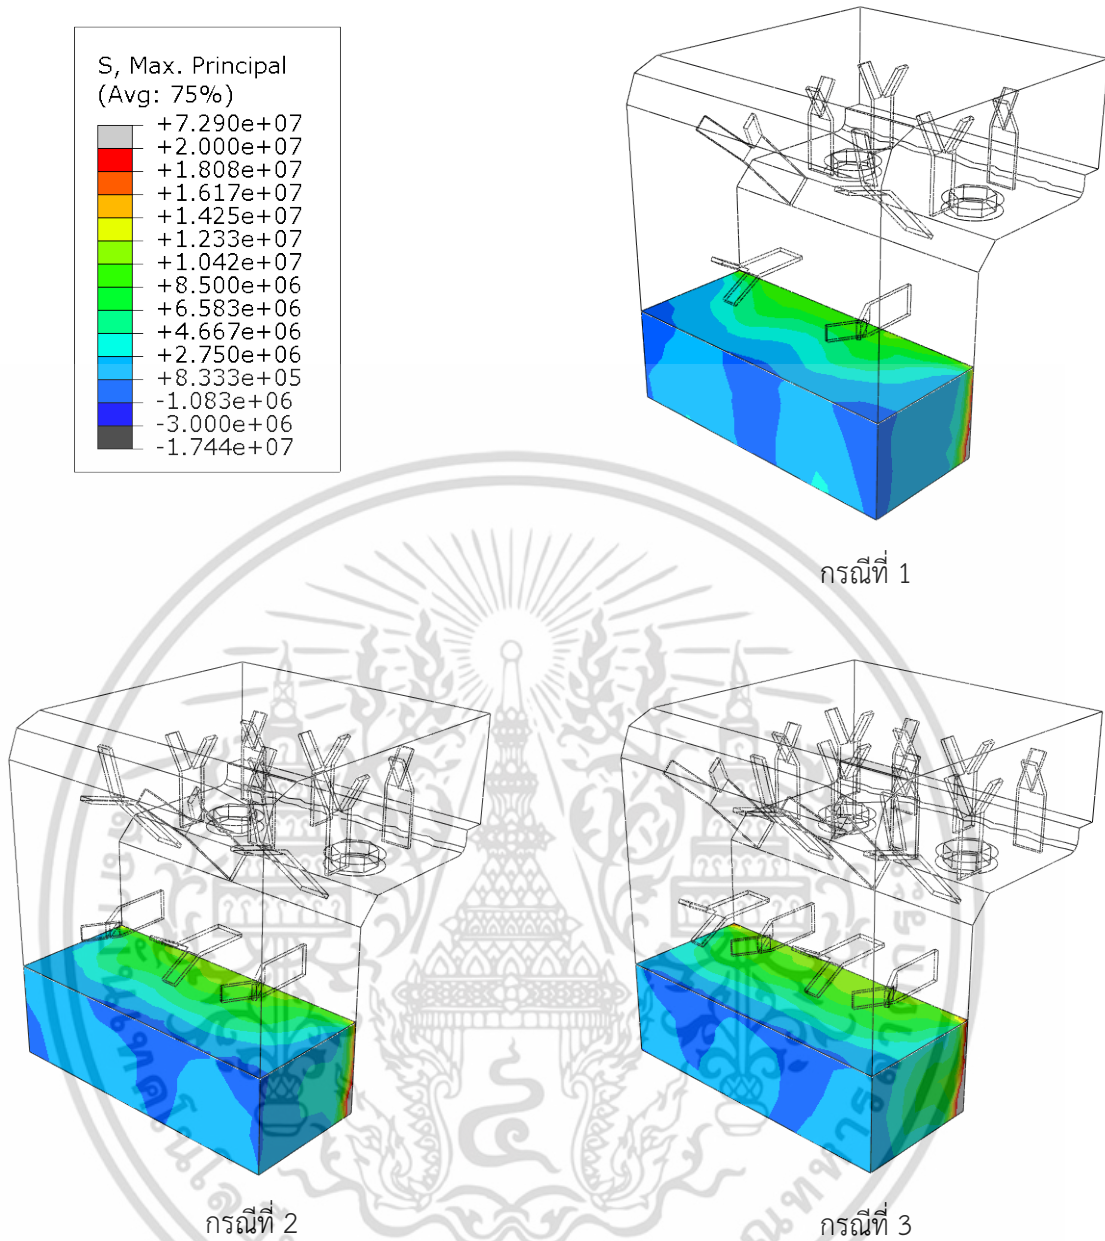 S, Max. Principal
(Avg: 75%)
+7.290e+07
+2.000e+07
+1.808e+07
+1.617e+07
+1.425e+07
+1.233e+07
+1.042e+07
+8.500e+06
+6.583e+06
+4.667e+06
+2.750e+06
+8.333e+05
-1.083e+06
-3.000e+06
-1.744e+07
กรณีที่ 1
กรณีที่ 2
กรณีที่ 3